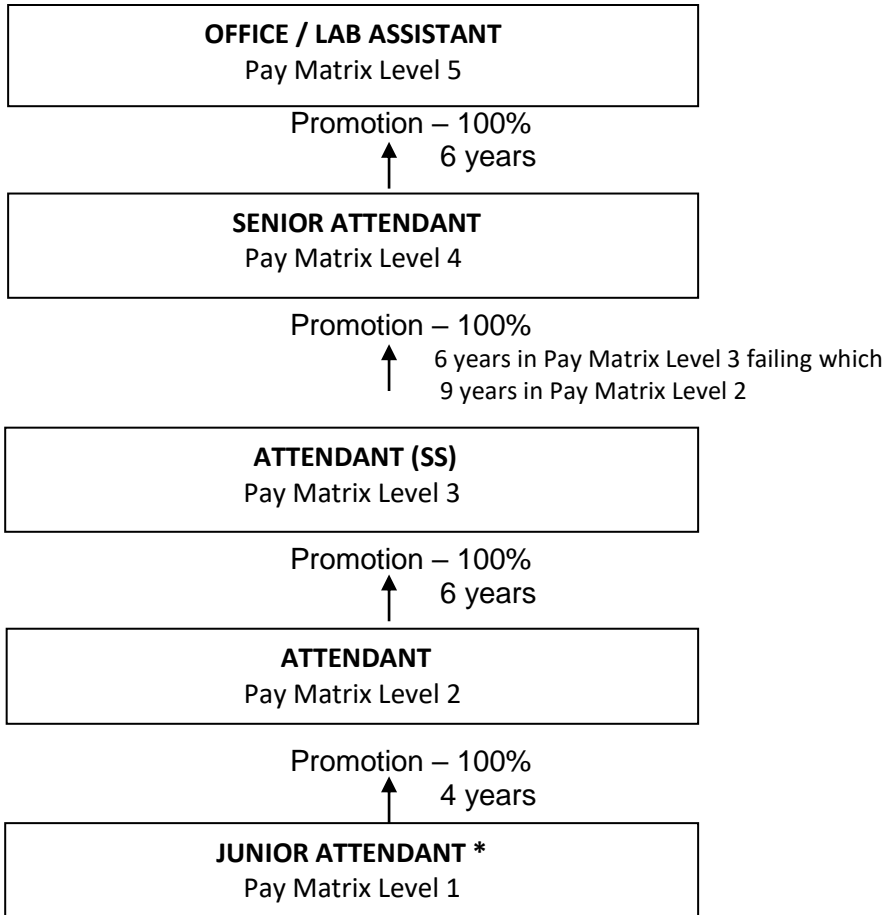 OFFICE / LAB ASSISTANT
Pay Matrix Level 5
Promotion – 100%
6 years
SENIOR ATTENDANT
Pay Matrix Level 4
Promotion – 100%
6 years in Pay Matrix Level 3 failing which
9 years in Pay Matrix Level 2
ATTENDANT (SS)
Pay Matrix Level 3
Promotion – 100%
6 years
ATTENDANT
Pay Matrix Level 2
Promotion – 100%
4 years
JUNIOR ATTENDANT *
Pay Matrix Level 1